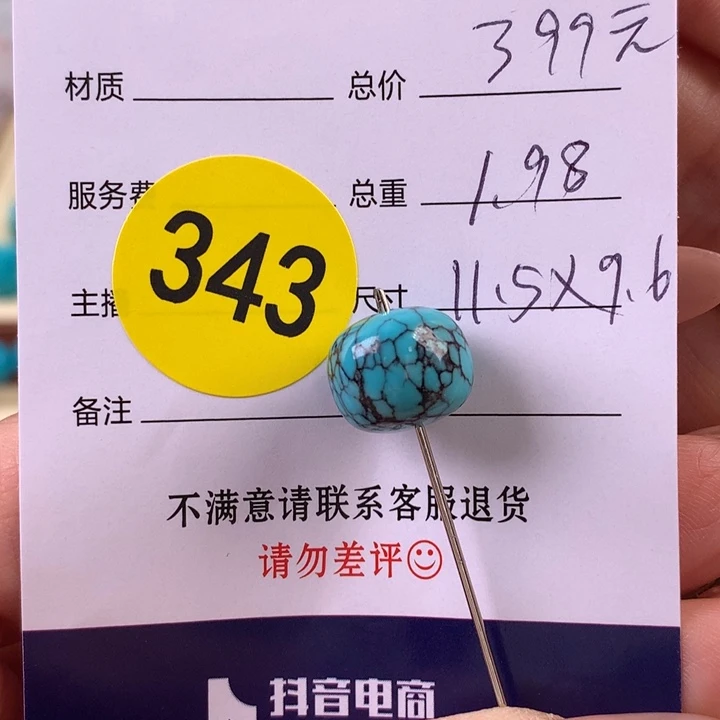 材质 总价 399元
服务费 总重 1.98
343
主播 尺寸 11.5X9.6
备注
不满意请联系客服退货
请勿差评
抖音电商